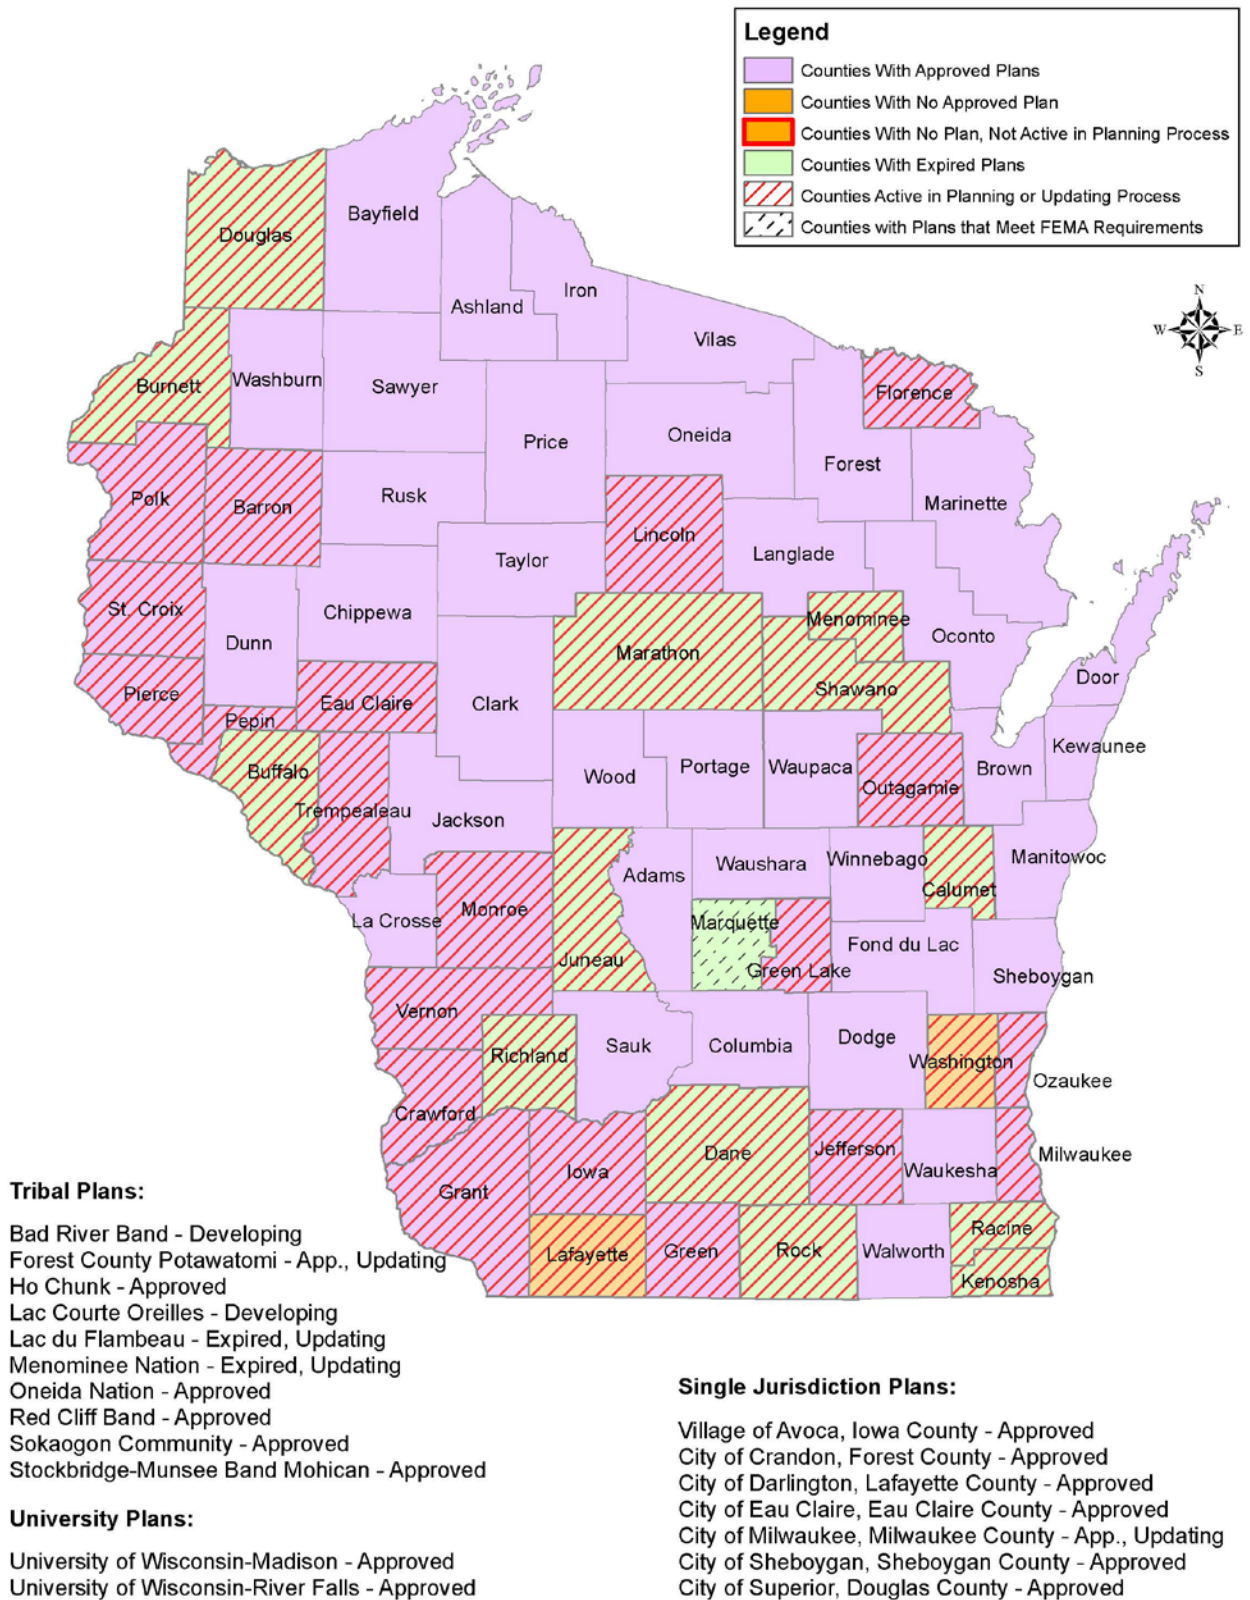 Legend
Counties With Approved Plans
Counties With No Approved Plan
Counties With No Plan, Not Active in Planning Process
Counties With Expired Plans
Counties Active in Planning or Updating Process
Counties with Plans that Meet FEMA Requirements
N
W E
S
Douglas
Bayfield
Ashland
Iron
Vilas
Burnett
Washburn
Sawyer
Price
Oneida
Florence
Forest
Marinette
Polk
Barron
Rusk
Taylor
Lincoln
Langlade
St. Croix
Dunn
Chippewa
Marathon
Menominee
Oconto
Shawano
Door
Pierce
Pepin
Eau Claire
Clark
Buffalo
Trempealeau
Jackson
Wood
Portage
Waupaca
Outagamie
Brown
Kewaunee
La Crosse
Monroe
Juneau
Adams
Waushara
Winnebago
Calumet
Manitowoc
Marquette
Green Lake
Fond du Lac
Sheboygan
Vernon
Richland
Sauk
Columbia
Dodge
Washington
Ozaukee
Crawford
Grant
Iowa
Dane
Jefferson
Waukesha
Milwaukee
Lafayette
Green
Rock
Walworth
Racine
Kenosha
Tribal Plans:
Bad River Band - Developing
Forest County Potawatomi - App., Updating
Ho Chunk - Approved
Lac Courte Oreilles - Developing
Lac du Flambeau - Expired, Updating
Menominee Nation - Expired, Updating
Oneida Nation - Approved
Red Cliff Band - Approved
Sokaogon Community - Approved
Stockbridge-Munsee Band Mohican - Approved
University Plans:
University of Wisconsin-Madison - Approved
University of Wisconsin-River Falls - Approved
Single Jurisdiction Plans:
Village of Avoca, Iowa County - Approved
City of Crandon, Forest County - Approved
City of Darlington, Lafayette County - Approved
City of Eau Claire, Eau Claire County - Approved
City of Milwaukee, Milwaukee County - App., Updating
City of Sheboygan, Sheboygan County - Approved
City of Superior, Douglas County - Approved